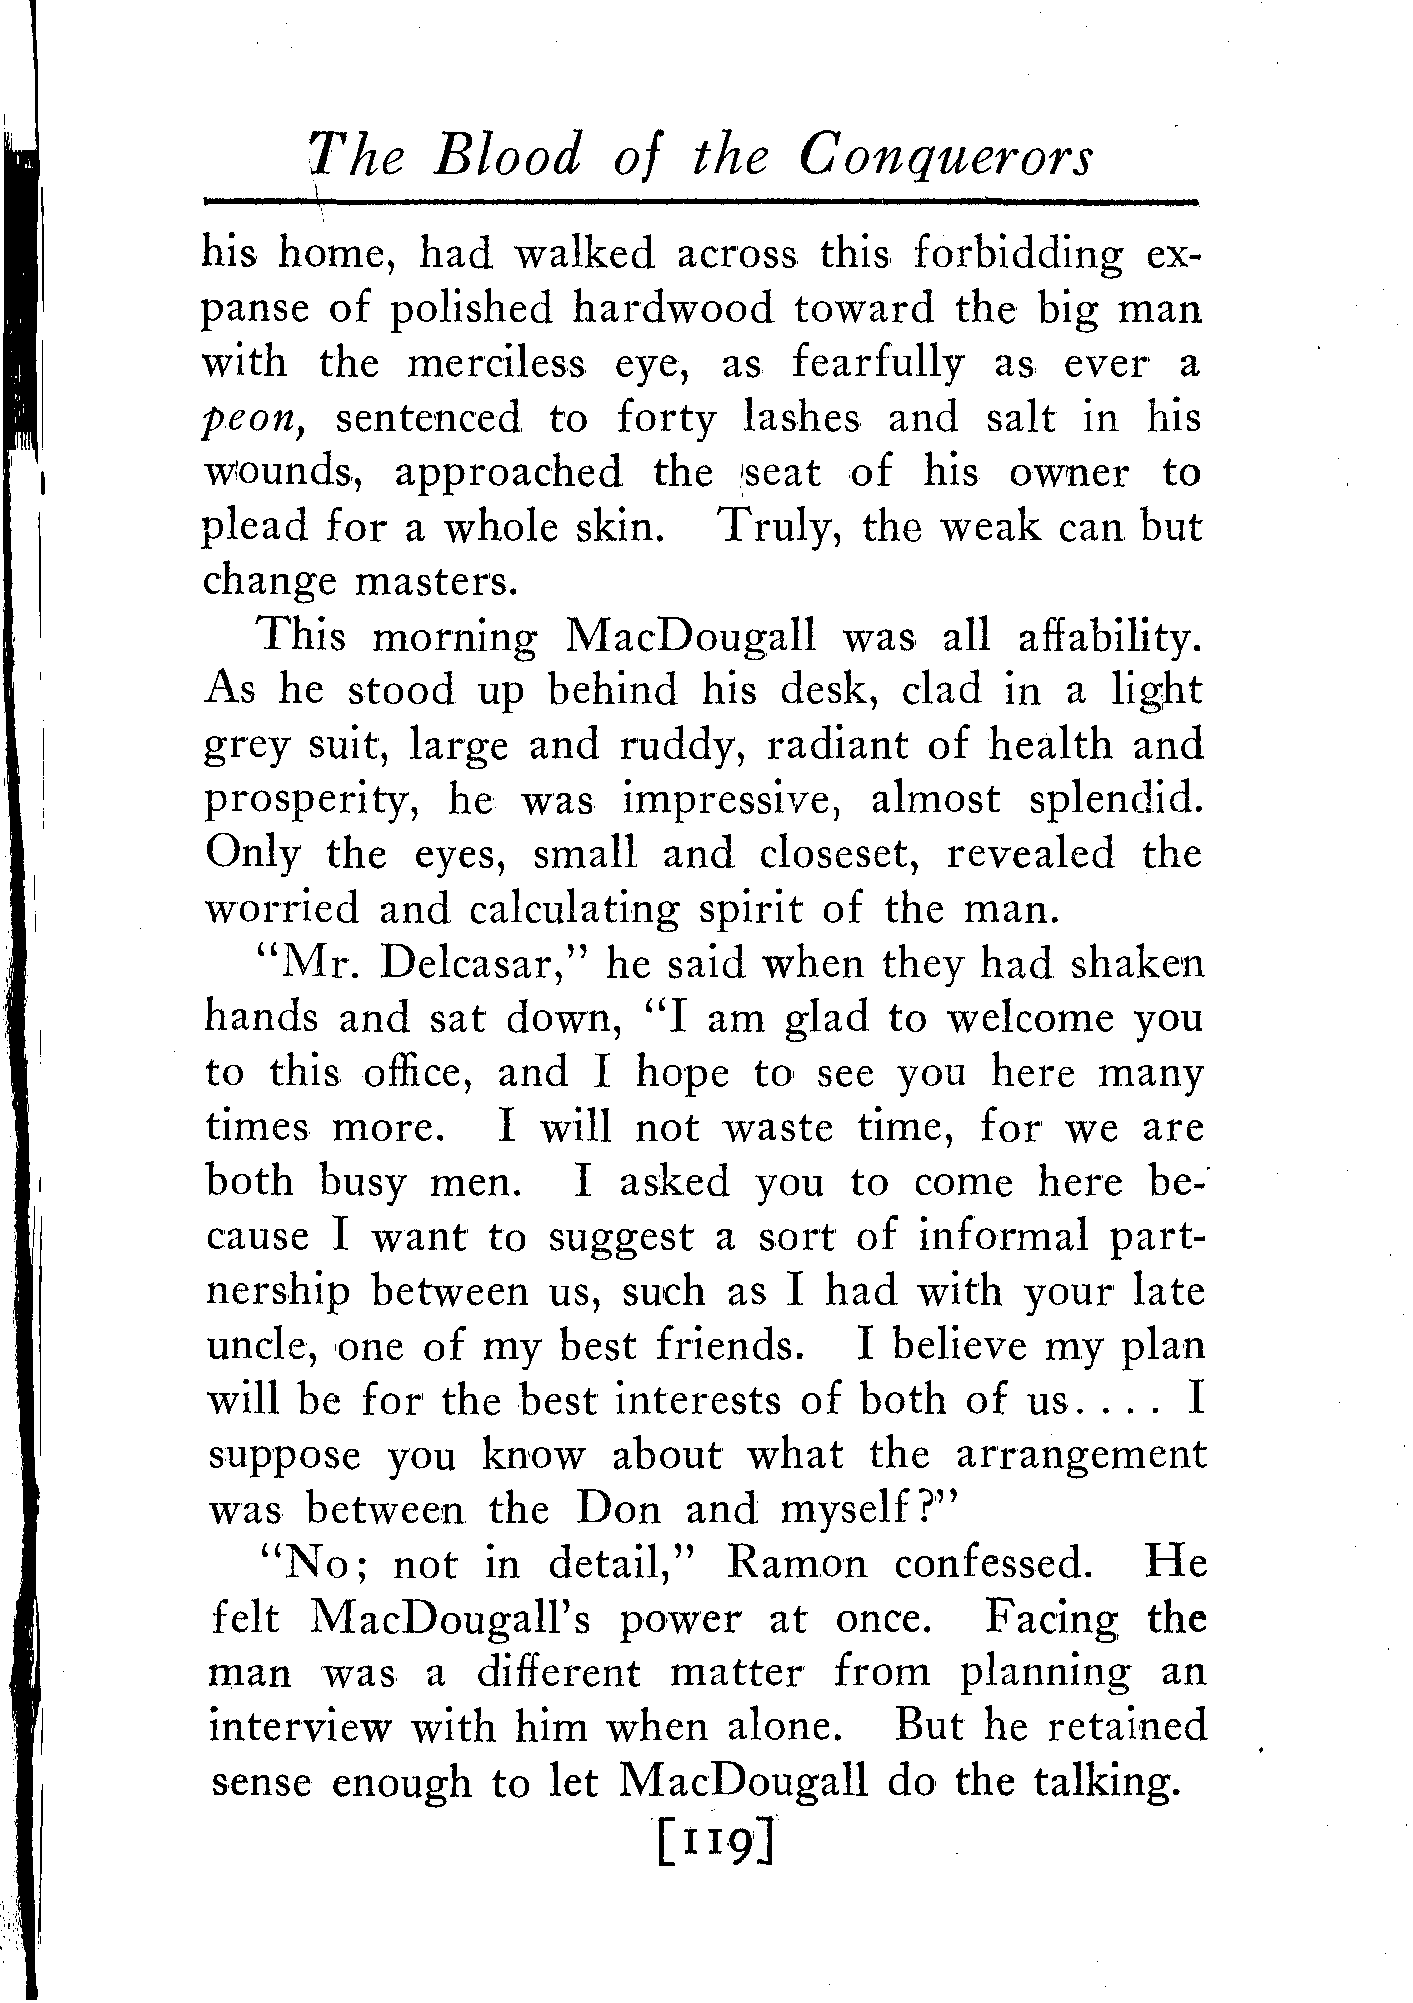 The Blood of the Conquerors
his home, had walked across this forbidding ex-
panse of polished hardwood toward the big man
with the merciless eye, as fearfully as ever a
peon, sentenced to forty lashes and salt in his
wounds, approached the seat of his owner to
plead for a whole skin. Truly, the weak can but
change masters.
This morning MacDougall was all affability.
As he stood up behind his desk, clad in a light
grey suit, large and ruddy, radiant of health and
prosperity, he was impressive, almost splendid.
Only the eyes, small and closeset, revealed the
worried and calculating spirit of the man.
"Mr. Delcasar," he said when they had shaken
hands and sat down, "I am glad to welcome you
to this office, and I hope to see you here many
times more. I will not waste time, for we are
both busy men. I asked you to come here be-
cause I want to suggest a sort of informal part-
nership between us, such as I had with your late
uncle, one of my best friends. I believe my plan
will be for the best interests of both of us. . . . I
suppose you know about what the arrangement
was between the Don and myself?"
"No; not in detail," Ramon confessed. He
felt MacDougall's power at once. Facing the
man was a different matter from planning an
interview with him when alone. But he retained
sense enough to let MacDougall do the talking.
[119]